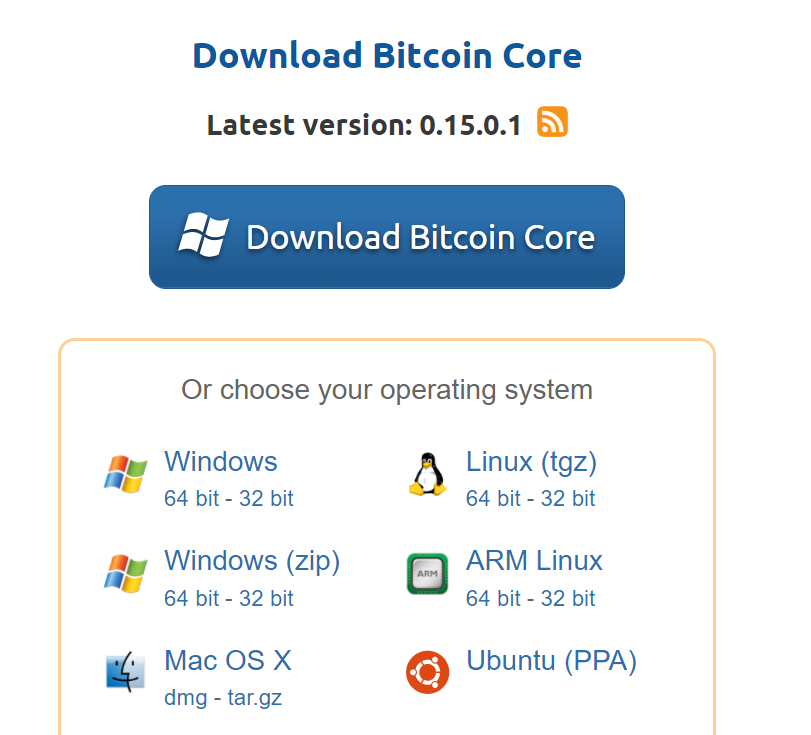 Download Bitcoin Core
Latest version: 0.15.0.1
Download Bitcoin Core
Or choose your operating system
Windows
64 bit - 32 bit
Linux (tgz)
64 bit - 32 bit
Windows (zip)
64 bit - 32 bit
ARM
ARM Linux
64 bit - 32 bit
Mac OS X
dmg - tar.gz
Ubuntu (PPA)